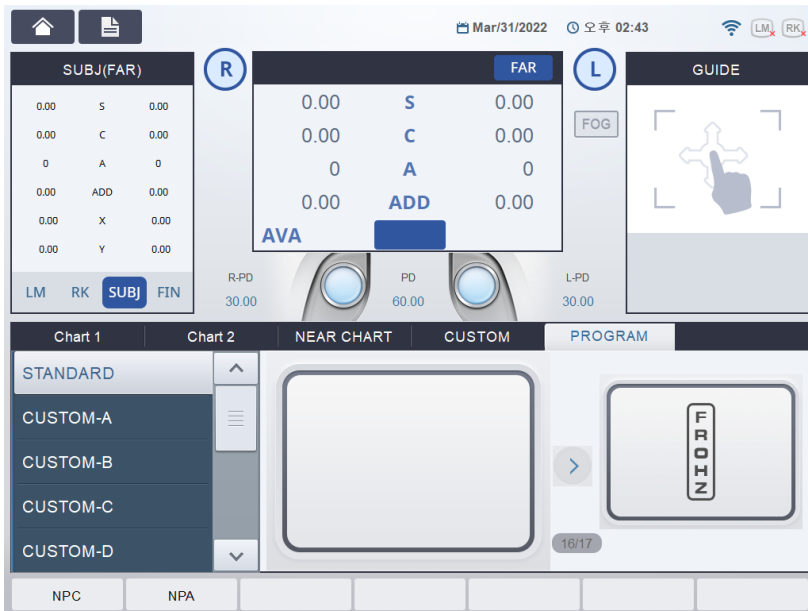 Mar/31/2022 오후 02:43 LM RK
SUBJ(FAR)
0.00 S 0.00
0.00 C 0.00
0 A 0
0.00 ADD 0.00
0.00 X 0.00
0.00 Y 0.00
LM RK SUBJ FIN
R FAR L
0.00 S 0.00
0.00 C 0.00
0 A 0
0.00 ADD 0.00
AVA
FOG
GUIDE
R-PD PD L-PD
30.00 60.00 30.00
Chart 1 Chart 2 NEAR CHART CUSTOM PROGRAM
STANDARD
CUSTOM-A
CUSTOM-B
CUSTOM-C
CUSTOM-D
F
R
O
H
Z
16/17
NPC NPA